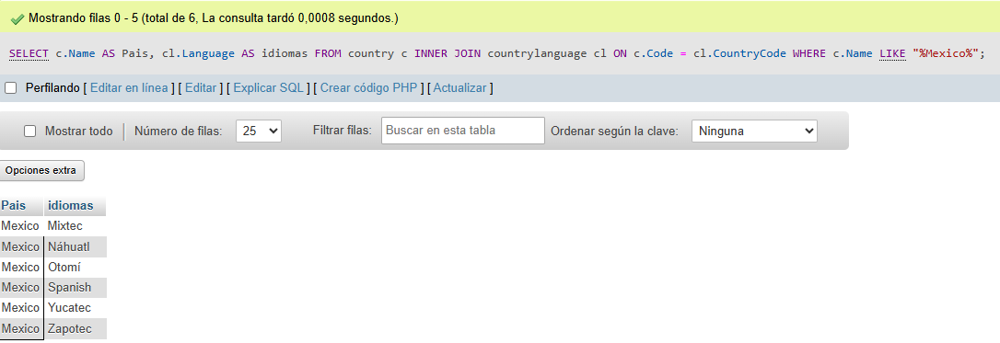 Mostrando filas 0 - 5 (total de 6, La consulta tardó 0,0008 segundos.)
SELECT c.Name AS Pais, cl.Language AS idiomas FROM country c INNER JOIN countrylanguage cl ON c.Code = cl.CountryCode WHERE c.Name LIKE "%Mexico%";
Perfilando [ Editar en línea ] [ Editar ] [ Explicar SQL ] [ Crear código PHP ] [ Actualizar ]
Mostrar todo Número de filas: 25 Filtrar filas: Buscar en esta tabla Ordenar según la clave: Ninguna
Opciones extra
Pais idiomas
Mexico Mixtec
Mexico Náhuatl
Mexico Otomí
Mexico Spanish
Mexico Yucatec
Mexico Zapotec